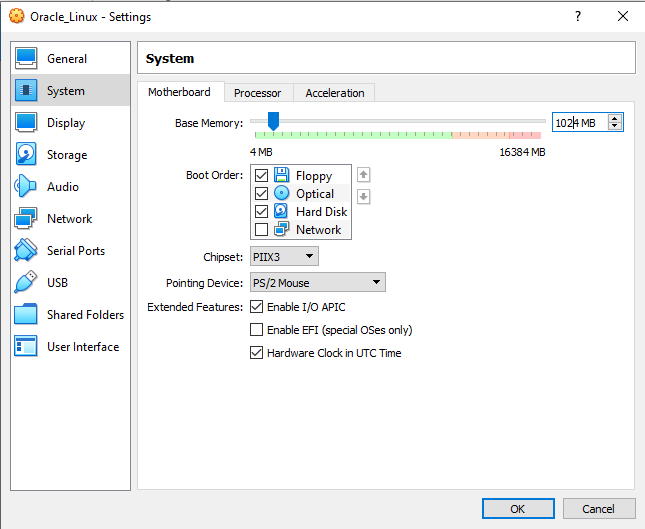 Oracle_Linux - Settings
?
General
System
Display
Storage
Audio
Network
Serial Ports
USB
Shared Folders
User Interface
System
Motherboard Processor Acceleration
Base Memory: 1024 MB
4 MB 16384 MB
Boot Order: Floppy
Optical
Hard Disk
Network
Chipset: PIIX3
Pointing Device: PS/2 Mouse
Extended Features: Enable I/O APIC
Enable EFI (special OSes only)
Hardware Clock in UTC Time
OK Cancel